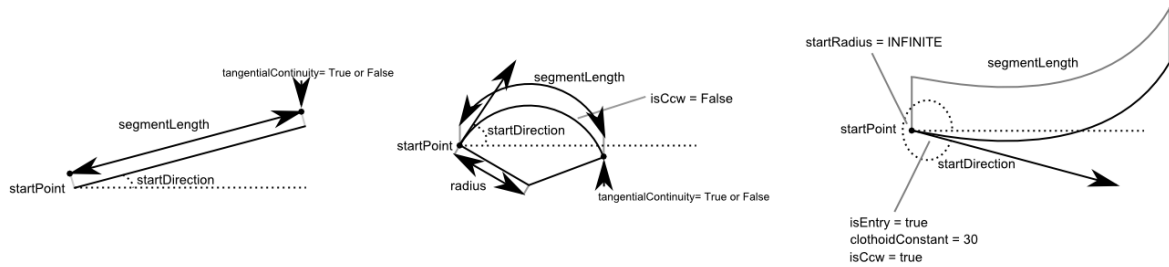 tangentialContinuity= True or False
segmentLength
startPoint
startDirection
segmentLength
isCcw = False
startDirection
startPoint
radius
tangentialContinuity= True or False
startRadius = INFINITE
segmentLength
startPoint
startDirection
isEntry = true
clothoidConstant = 30
isCcw = true